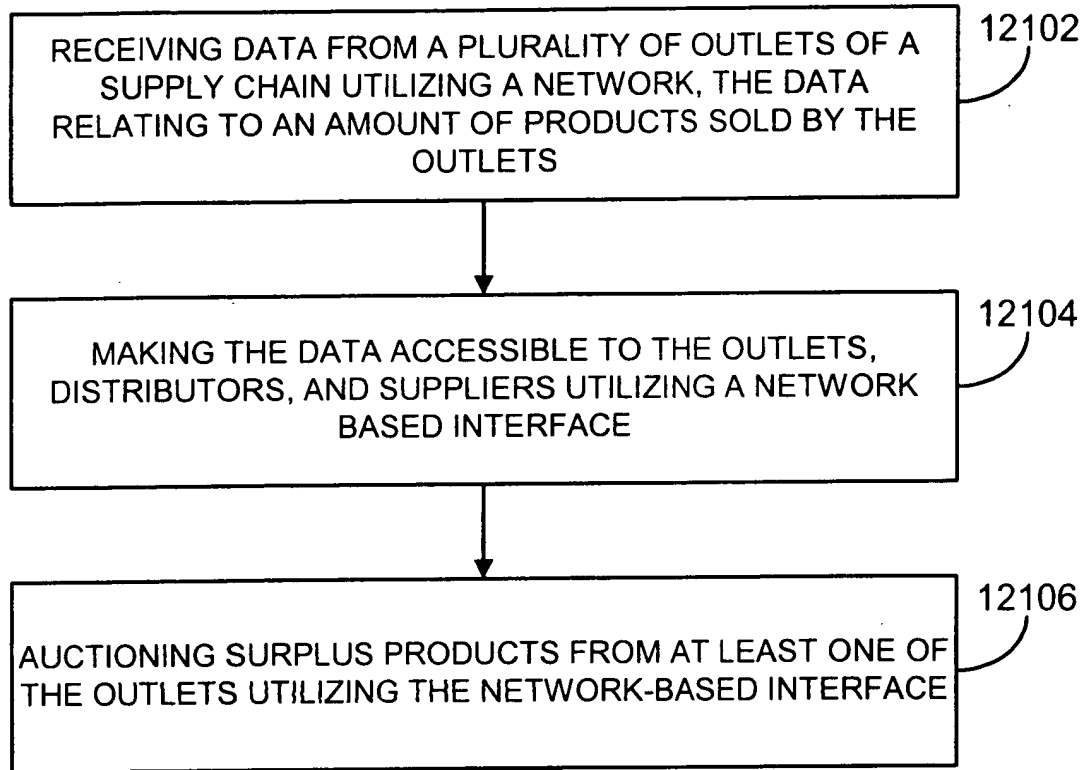 RECEIVING DATA FROM A PLURALITY OF OUTLETS OF A
SUPPLY CHAIN UTILIZING A NETWORK, THE DATA
RELATING TO AN AMOUNT OF PRODUCTS SOLD BY THE
OUTLETS
12102
MAKING THE DATA ACCESSIBLE TO THE OUTLETS,
DISTRIBUTORS, AND SUPPLIERS UTILIZING A NETWORK
BASED INTERFACE
12104
AUCTIONING SURPLUS PRODUCTS FROM AT LEAST ONE OF
THE OUTLETS UTILIZING THE NETWORK-BASED INTERFACE
12106